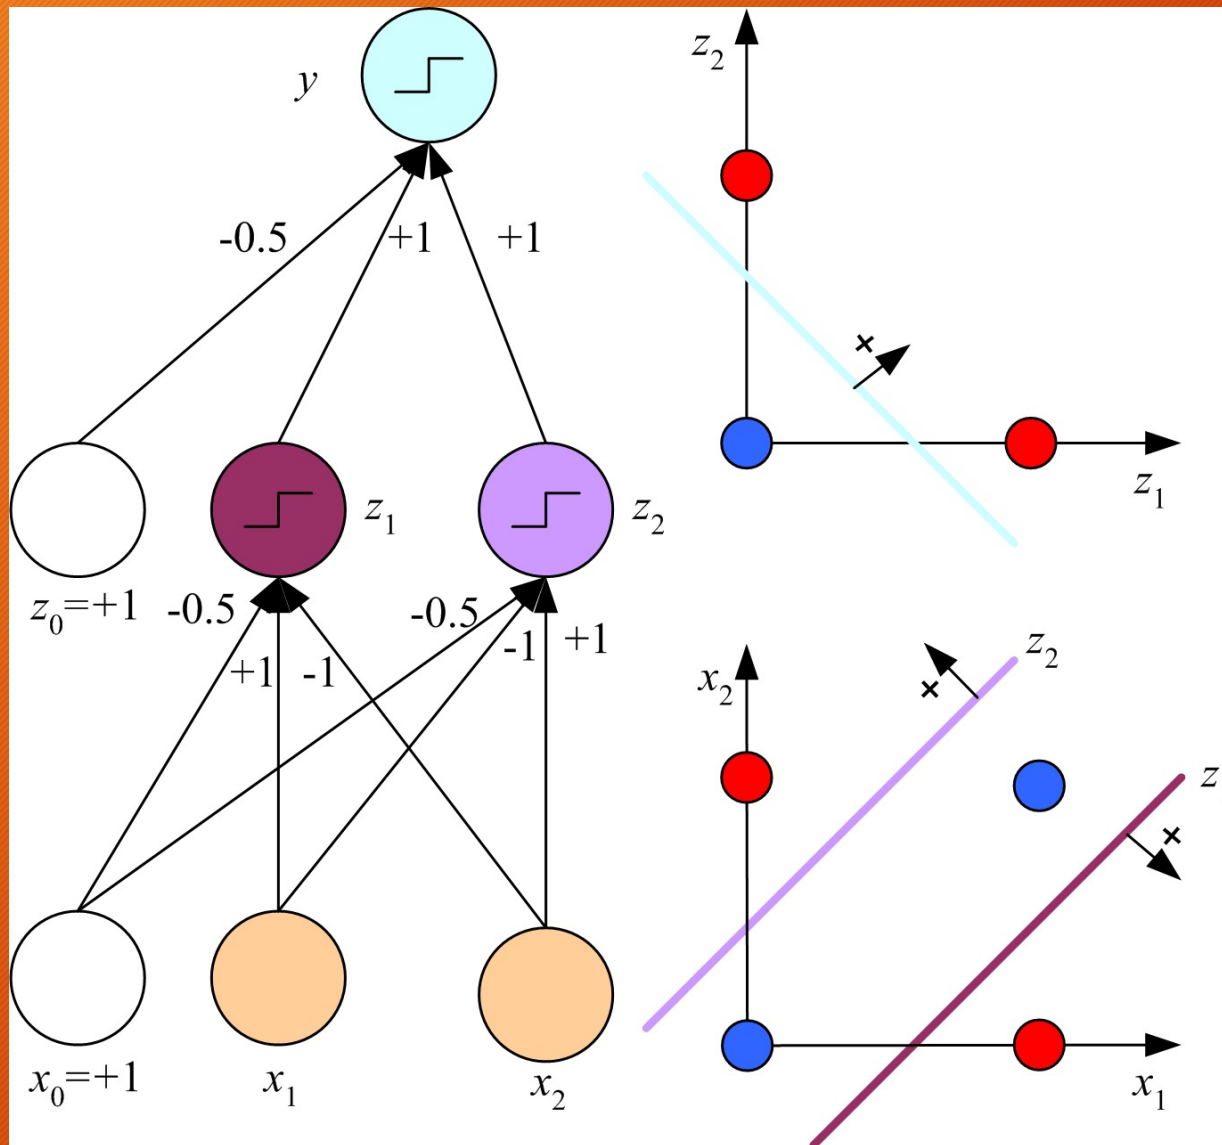 y
-0.5
+1
+1
z₀=+1
z₁
z₂
-0.5
+1
-1
-0.5
-1
+1
x₀=+1
x₁
x₂
z₂
+
z₁
x₂
z₂
+
z
+
x₁